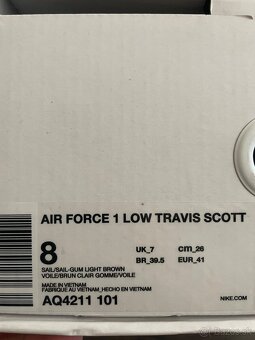 AIR FORCE 1 LOW TRAVIS SCOTT
8 UK_7 cm_26
BR_39.5 EUR_41
SAIL/SAIL-GUM LIGHT BROWN
VOILE/BRUN CLAIR GOMME/VOILE
MADE IN VIETNAM
FABRIQUE AU VIETNAM_HECHO EN VIETNAM
AQ4211 101 NIKE.COM